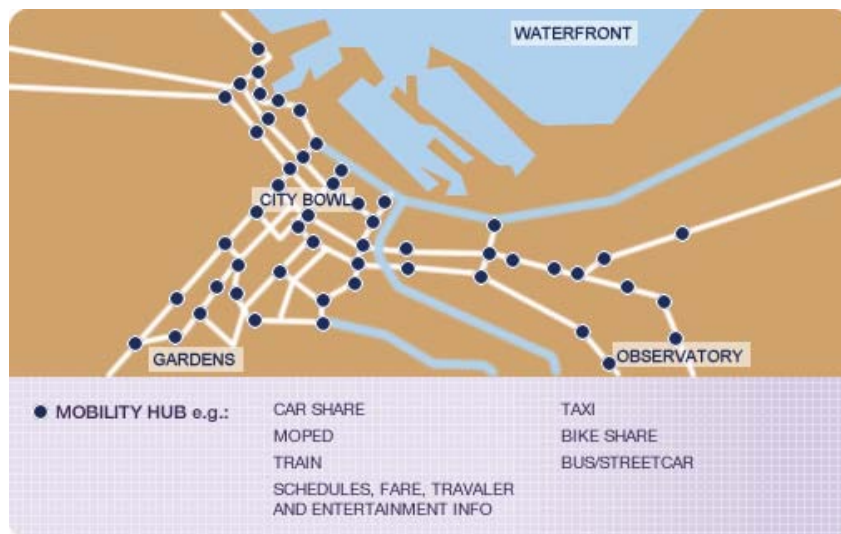 WATERFRONT
CITY BOWL
GARDENS
OBSERVATORY
MOBILITY HUB e.g.:
CAR SHARE
MOPED
TRAIN
SCHEDULES, FARE, TRAVALER
AND ENTERTAINMENT INFO
TAXI
BIKE SHARE
BUS/STREETCAR